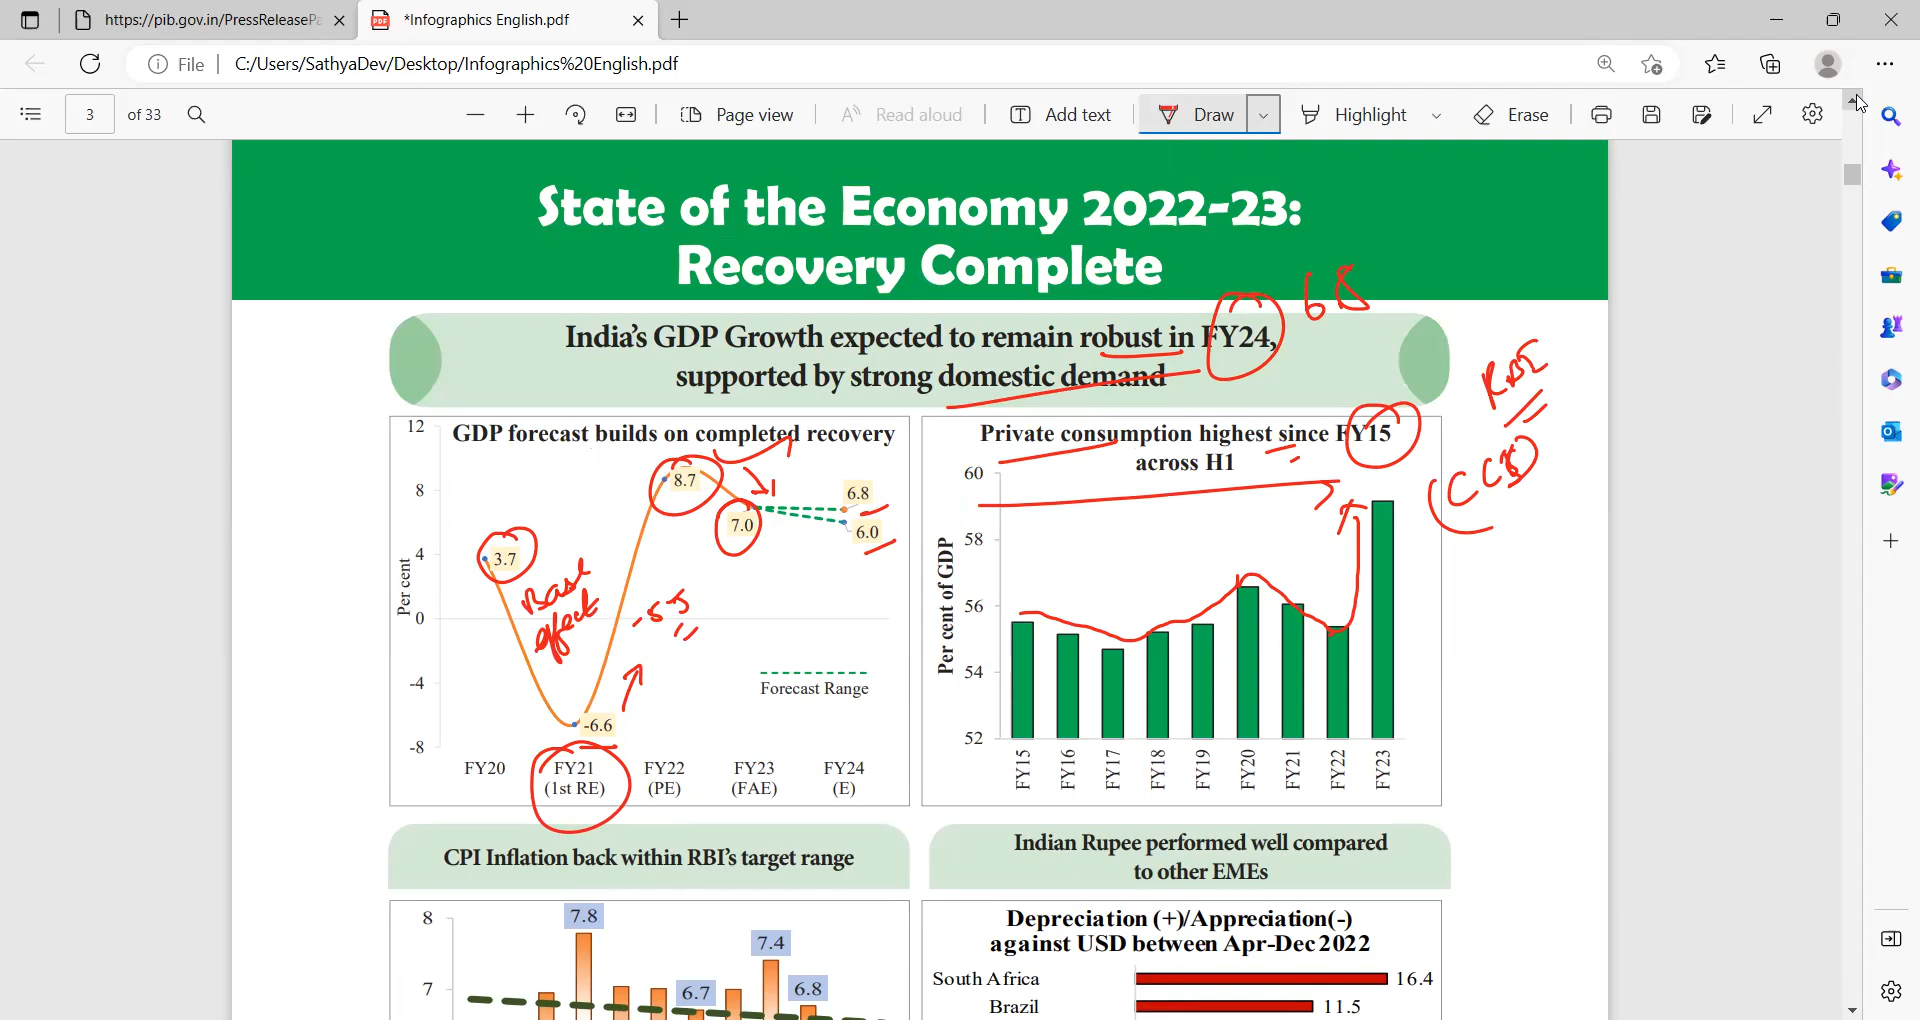 https://pib.gov.in/PressReleasePa
*Infographics English.pdf
File
C:/Users/SathyaDev/Desktop/Infographics%20English.pdf
3 of 33
Page view
Read aloud
Add text
Draw
Highlight
Erase
State of the Economy 2022-23:
Recovery Complete
India's GDP Growth expected to remain robust in FY24,
supported by strong domestic demand
GDP forecast builds on completed recovery
Per cent
12
8
4
0
-4
-8
3.7
-6.6
8.7
7.0
6.8
6.0
Base
effect
Forecast Range
FY20
FY21
(1st RE)
FY22
(PE)
FY23
(FAE)
FY24
(E)
Private consumption highest since FY15
across H1
Per cent of GDP
60
58
56
54
52
FY15
FY16
FY17
FY18
FY19
FY20
FY21
FY22
FY23
CPI Inflation back within RBI's target range
8
7
7.8
6.7
7.4
6.8
Indian Rupee performed well compared
to other EMEs
Depreciation (+)/Appreciation(-)
against USD between Apr-Dec 2022
South Africa 16.4
Brazil 11.5